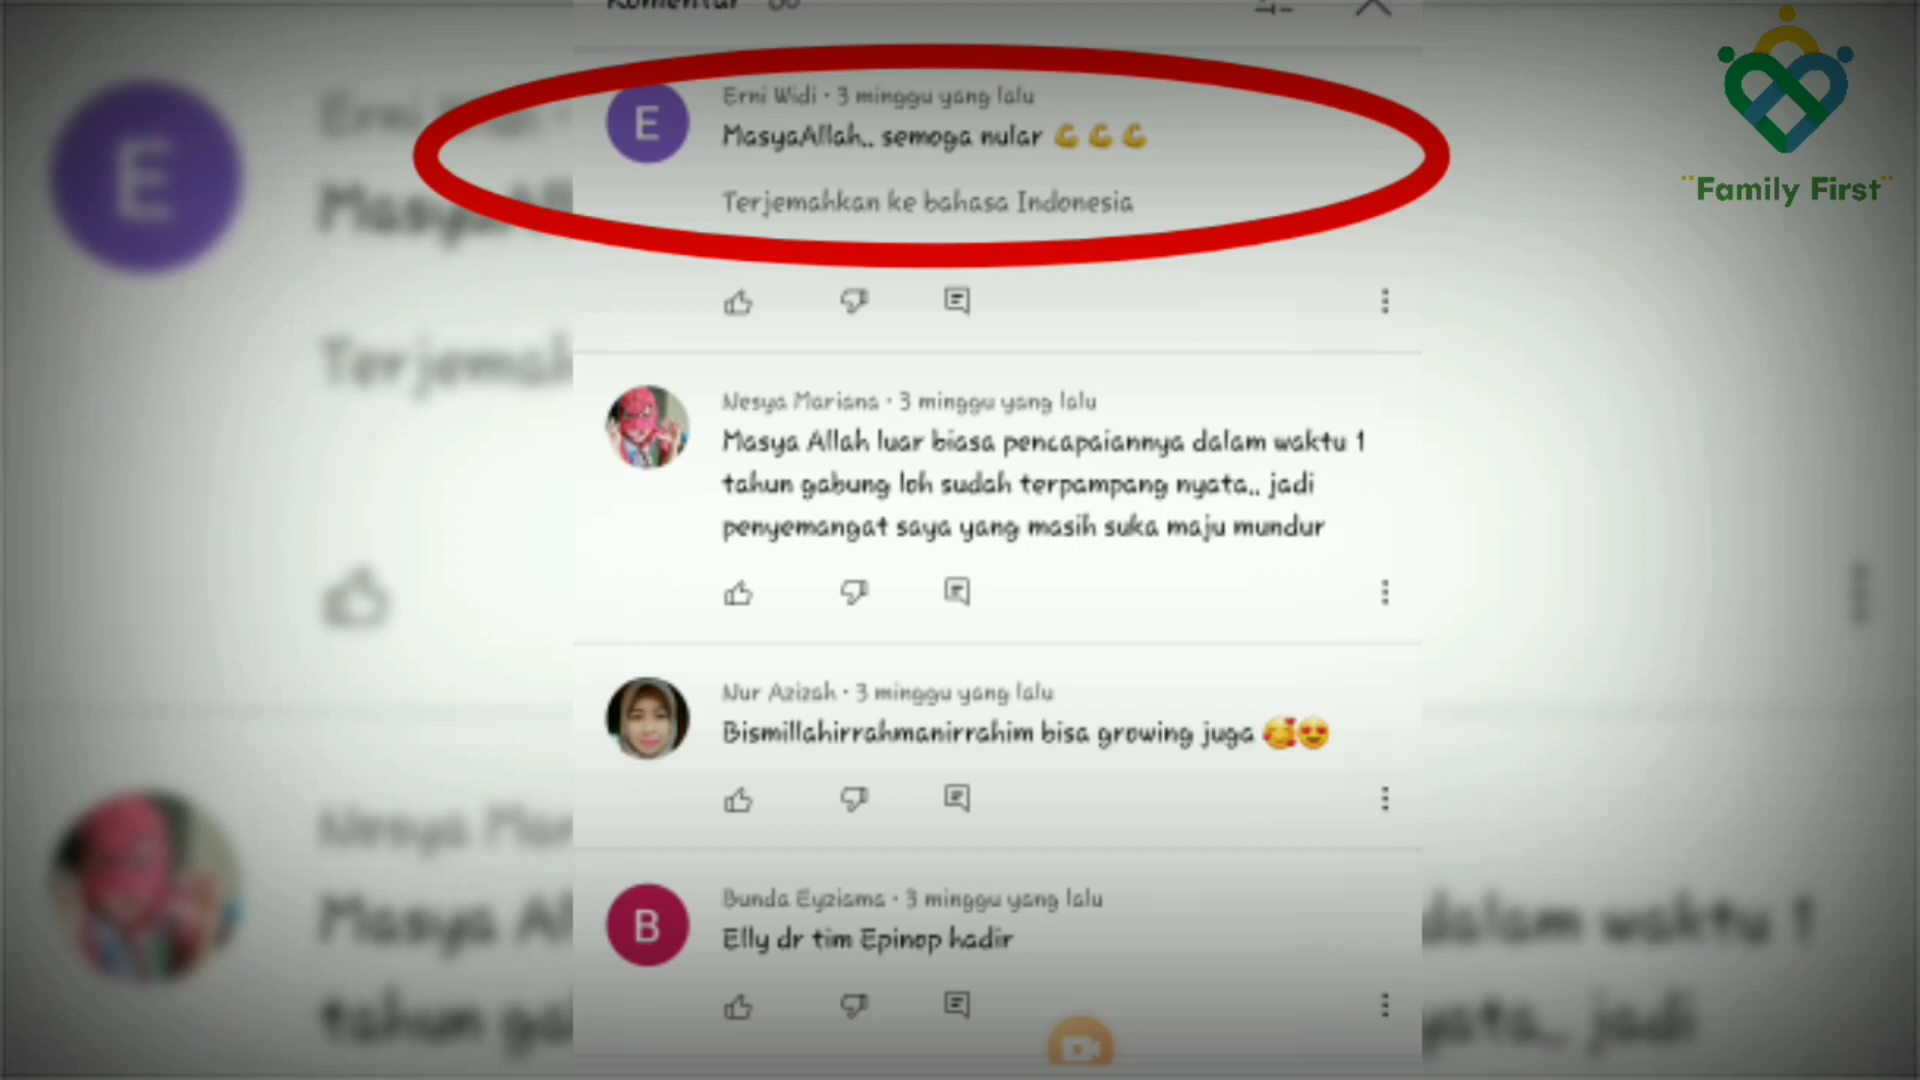 Komentar 80
Erni Widi · 3 minggu yang lalu
E
MasyaAllah.. semoga nular 💪💪💪
Terjemahkan ke bahasa Indonesia
Nesya Mariana · 3 minggu yang lalu
Masya Allah luar biasa pencapaiannya dalam waktu 1
tahun gabung loh sudah terpampang nyata.. jadi
penyemangat saya yang masih suka maju mundur
Nur Azizah · 3 minggu yang lalu
Bismillahirrahmanirrahim bisa growing juga 🥰😍
Bunda Eyziama · 3 minggu yang lalu
B
Elly dr tim Epinop hadir
"Family First"